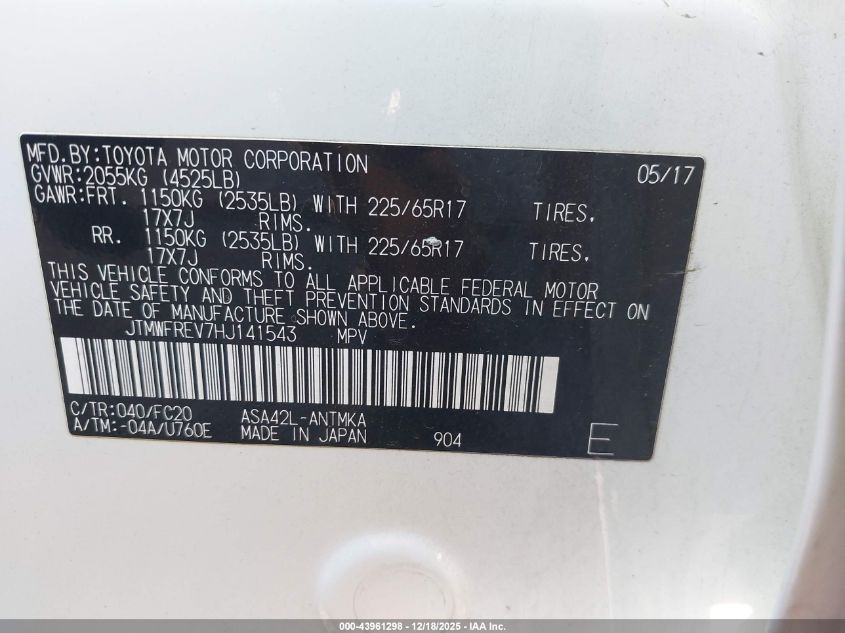 MFD.BY:TOYOTA MOTOR CORPORATION 05/17
GVWR:2055KG (4525LB)
GAWR:FRT. 1150KG (2535LB) WITH 225/65R17 TIRES.
17X7J RIMS.
RR. 1150KG (2535LB) WITH 225/65R17 TIRES.
17X7J RIMS.
THIS VEHICLE CONFORMS TO ALL APPLICABLE FEDERAL MOTOR
VEHICLE SAFETY AND THEFT PREVENTION STANDARDS IN EFFECT ON
THE DATE OF MANUFACTURE SHOWN ABOVE.
JTMWFREV7HJ141543 MPV
C/TR:040/FC20 ASA42L-ANTMKA
A/TM:-04A/U760E MADE IN JAPAN 904 E
000-43961298 - 12/18/2025 - IAA Inc.